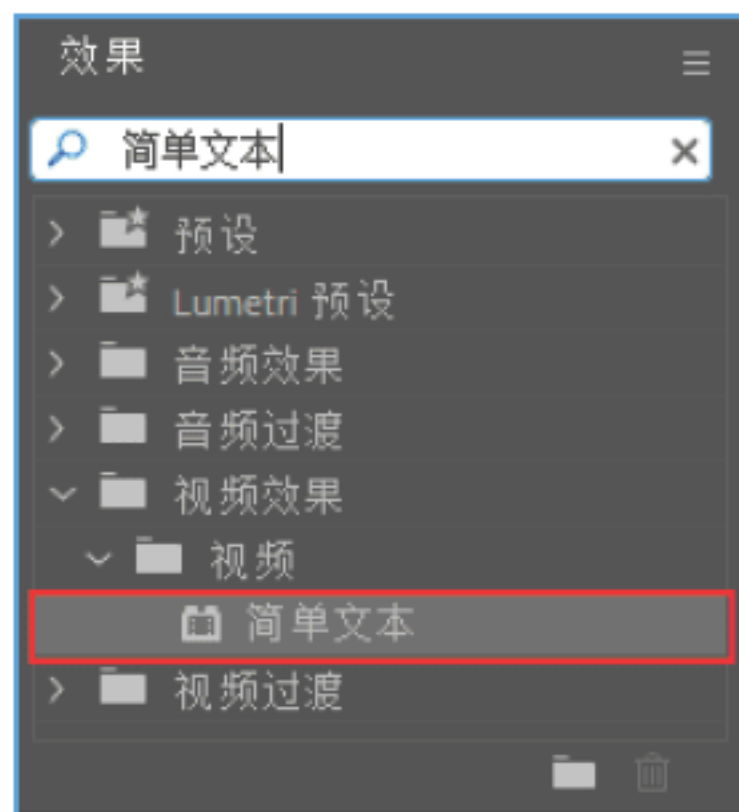 效果
简单文本
预设
Lumetri 预设
音频效果
音频过渡
视频效果
视频
简单文本
视频过渡